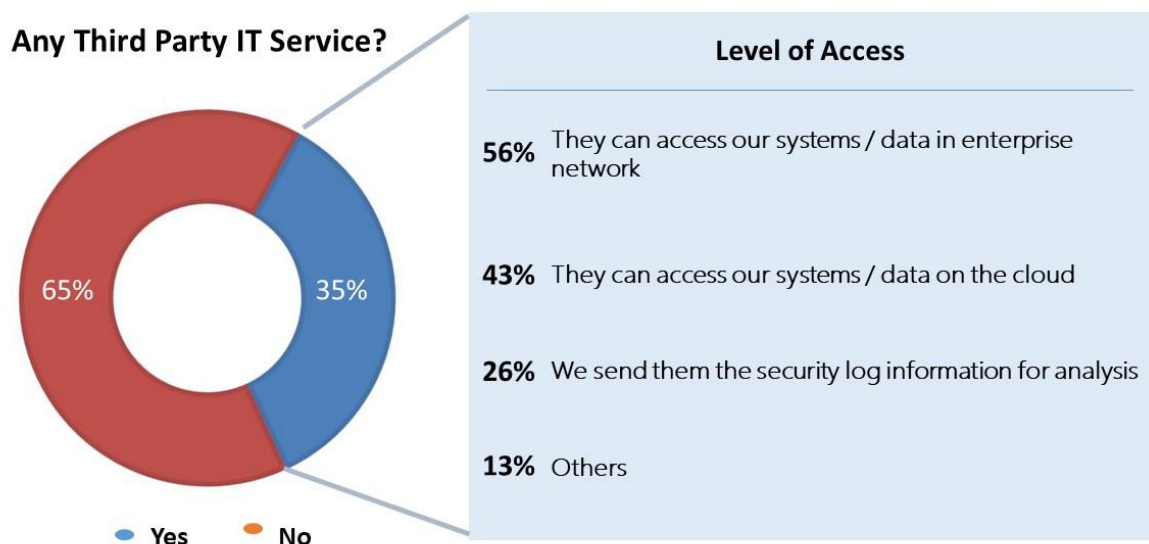 Any Third Party IT Service?
65%
35%
Yes
No
Level of Access
56% They can access our systems / data in enterprise
network
43% They can access our systems / data on the cloud
26% We send them the security log information for analysis
13% Others